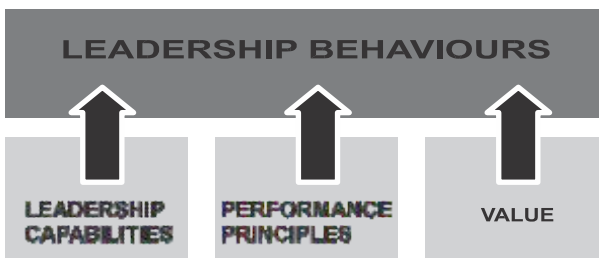 LEADERSHIP BEHAVIOURS
LEADERSHIP
CAPABILITIES
PERFORMANCE
PRINCIPLES
VALUE